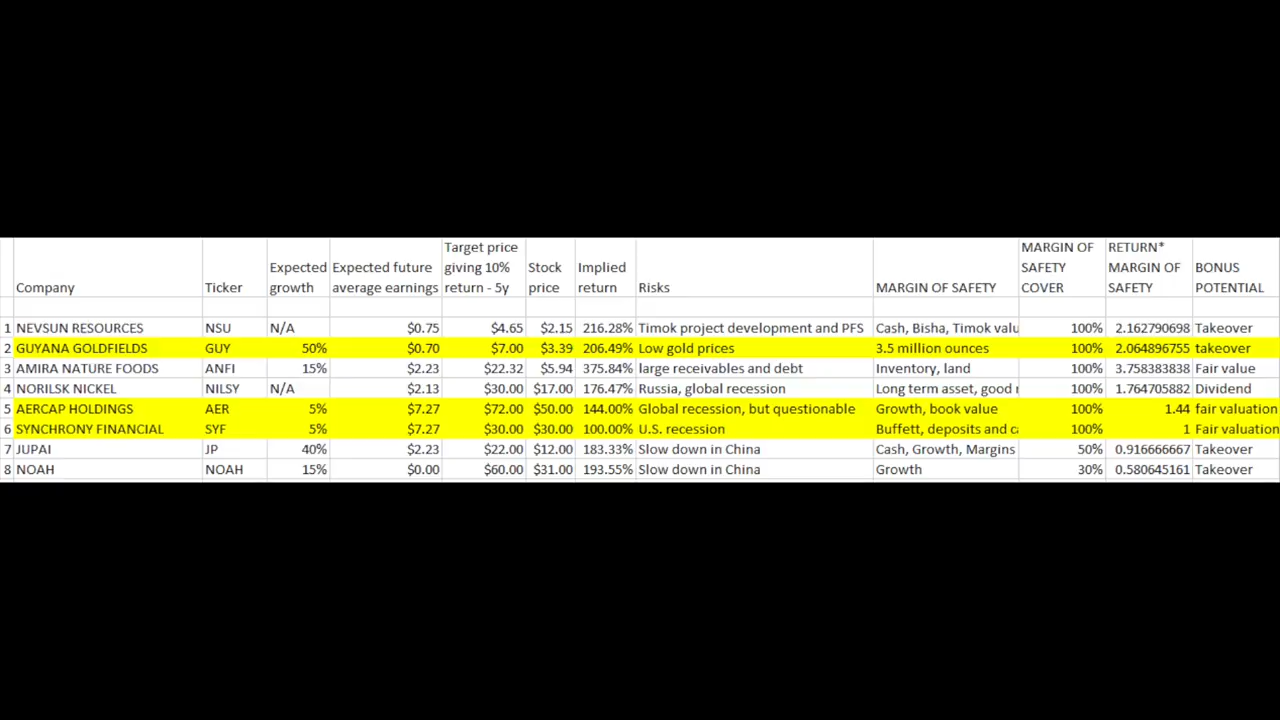 Company Ticker Expected growth Expected future average earnings Target price giving 10% return - 5y Stock price Implied return Risks MARGIN OF SAFETY MARGIN OF SAFETY COVER RETURN* MARGIN OF SAFETY BONUS POTENTIAL
1 NEVSUN RESOURCES NSU N/A $0.75 $4.65 $2.15 216.28% Timok project development and PFS Cash, Bisha, Timok valu 100% 2.162790698 Takeover
2 GUYANA GOLDFIELDS GUY 50% $0.70 $7.00 $3.39 206.49% Low gold prices 3.5 million ounces 100% 2.064896755 takeover
3 AMIRA NATURE FOODS ANFI 15% $2.23 $22.32 $5.94 375.84% large receivables and debt Inventory, land 100% 3.758383838 Fair value
4 NORILSK NICKEL NILSY N/A $2.13 $30.00 $17.00 176.47% Russia, global recession Long term asset, good r 100% 1.764705882 Dividend
5 AERCAP HOLDINGS AER 5% $7.27 $72.00 $50.00 144.00% Global recession, but questionable Growth, book value 100% 1.44 fair valuation
6 SYNCHRONY FINANCIAL SYF 5% $7.27 $30.00 $30.00 100.00% U.S. recession Buffett, deposits and ca 100% 1 Fair valuation
7 JUPAI JP 40% $2.23 $22.00 $12.00 183.33% Slow down in China Cash, Growth, Margins 50% 0.916666667 Takeover
8 NOAH NOAH 15% $0.00 $60.00 $31.00 193.55% Slow down in China Growth 30% 0.580645161 Takeover